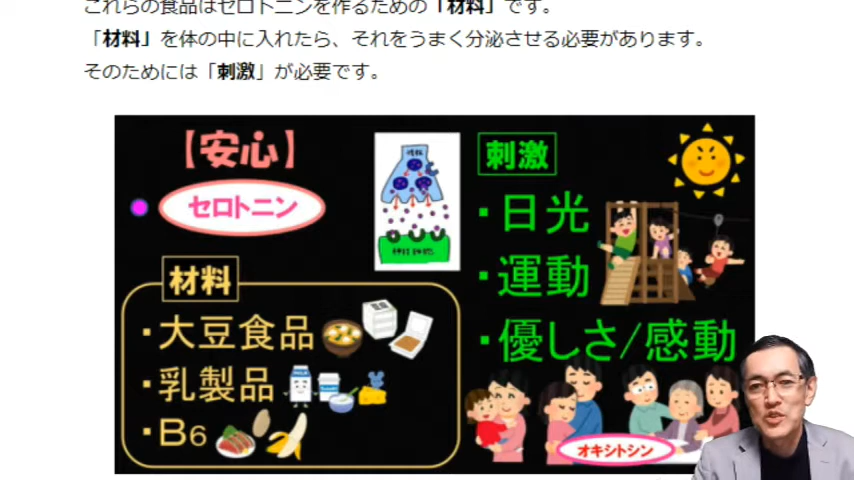 これらの食品はセロトニンを作るための「材料」です。
「材料」を体の中に入れたら、それをうまく分泌させる必要があります。
そのためには「刺激」が必要です。
【安心】
セロトニン
材料
・大豆食品
・乳製品
・B6
刺激
・日光
・運動
・優しさ/感動
オキシトシン